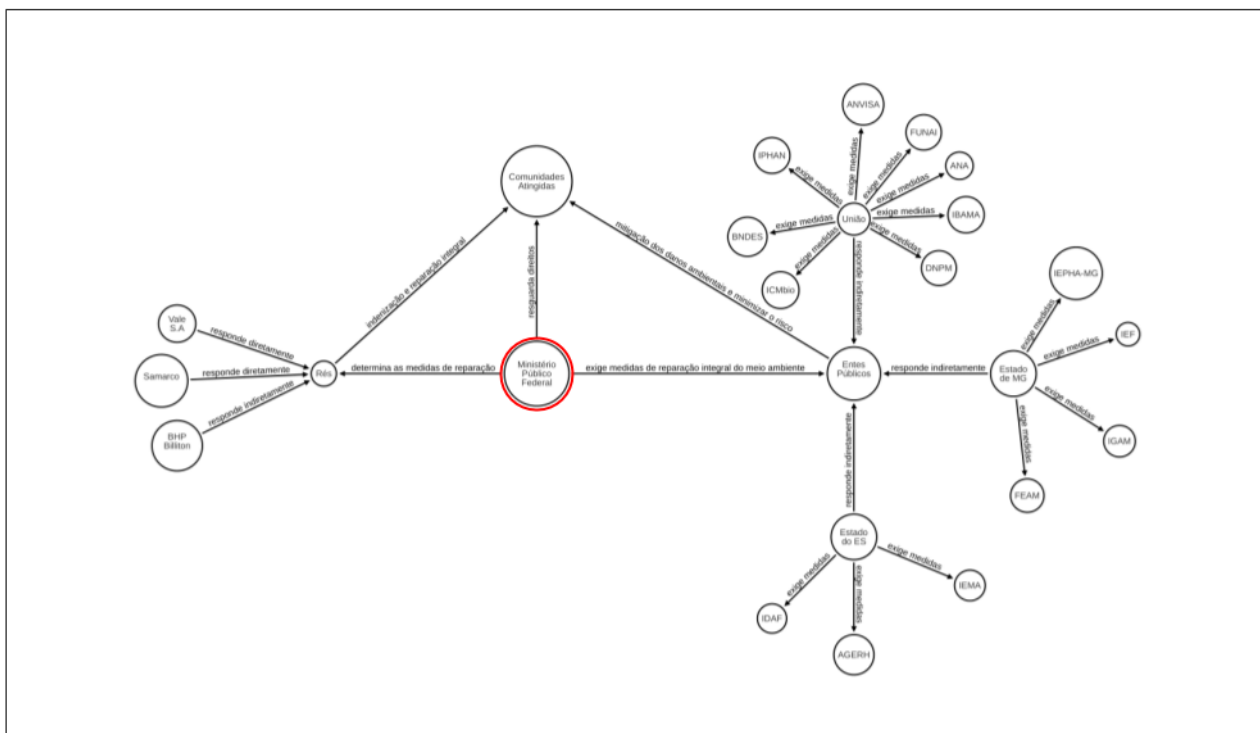 ANVISA
FUNAI
IPHAN
ANA
Comunidades
Atingidas
exige medidas
exige medidas
exige medidas
exige medidas
União
exige medidas
IBAMA
BNDES
exige medidas
exige medidas
exige medidas
DNPM
ICMbio
IEPHA-MG
indenização e reparação integral
resguarda direitos
mitigação dos danos ambientais e minimizar o risco
responde indiretamente
exige medidas
Vale
S.A
responde diretamente
IEF
exige medidas
Samarco
responde diretamente
Rés
determina as medidas de reparação
Ministério
Público
Federal
exige medidas de reparação integral do meio ambiente
Entes
Públicos
responde indiretamente
Estado
de MG
responde indiretamente
BHP
Billiton
exige medidas
IGAM
exige medidas
FEAM
responde indiretamente
Estado
do ES
exige medidas
IEMA
exige medidas
IDAF
exige medidas
AGERH